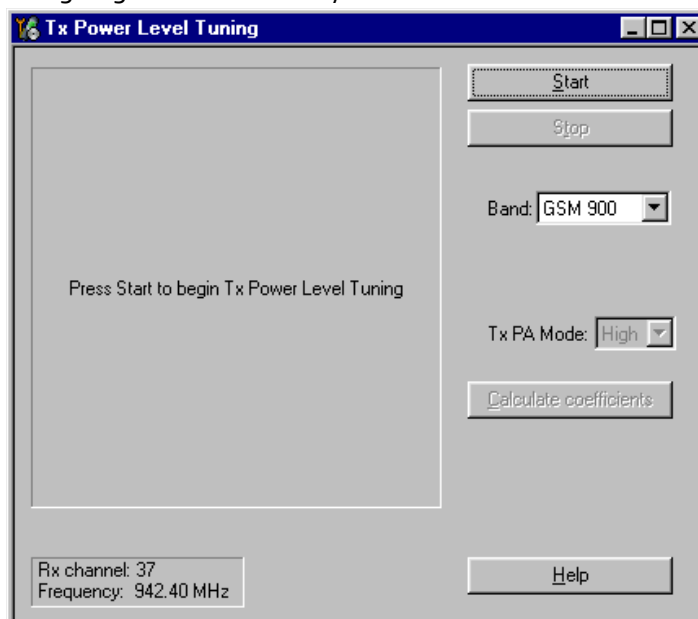 Tx Power Level Tuning
Start
Stop
Band: GSM 900
Press Start to begin Tx Power Level Tuning
Tx PA Mode: High
Calculate coefficients
Rx channel: 37
Frequency: 942.40 MHz
Help